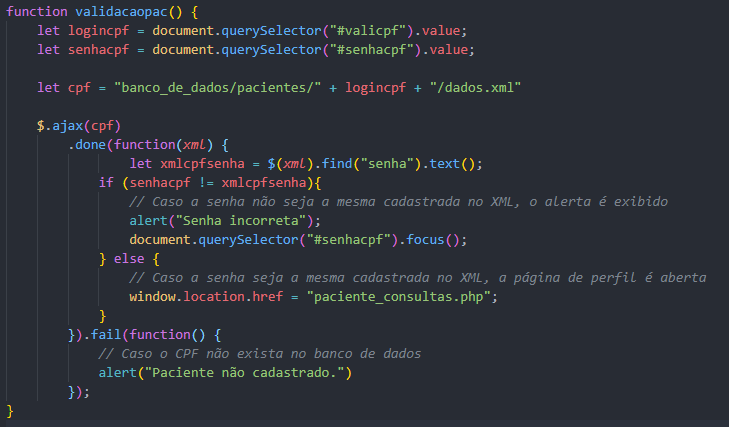 function validacaopac() {
    let logincpf = document.querySelector("#valicpf").value;
    let senhacpf = document.querySelector("#senhacpf").value;

    let cpf = "banco_de_dados/pacientes/" + logincpf + "/dados.xml"

    $.ajax(cpf)
        .done(function(xml) {
                let xmlcpfsenha = $(xml).find("senha").text();
            if (senhacpf != xmlcpfsenha){
                // Caso a senha não seja a mesma cadastrada no XML, o alerta é exibido
                alert("Senha incorreta");
                document.querySelector("#senhacpf").focus();
            } else {
                // Caso a senha seja a mesma cadastrada no XML, a página de perfil é aberta
                window.location.href = "paciente_consultas.php";
            }
        }).fail(function() {
            // Caso o CPF não exista no banco de dados
            alert("Paciente não cadastrado.")
        });
}